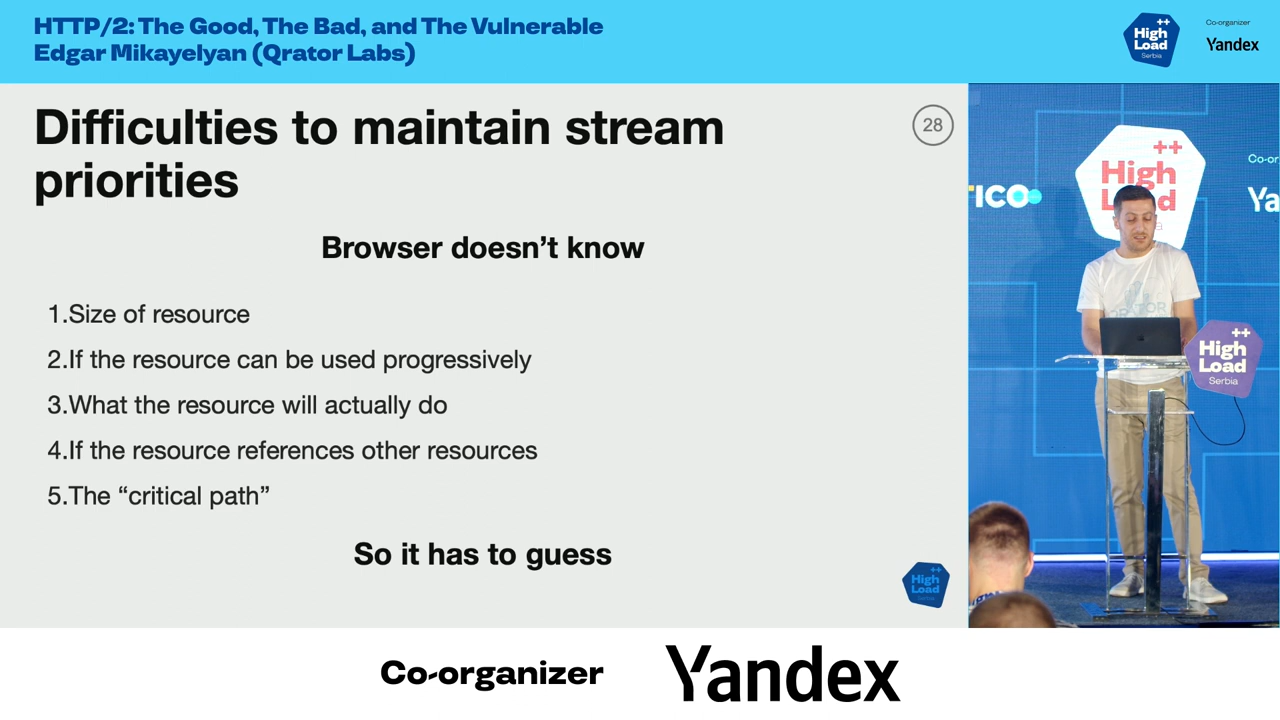 HTTP/2: The Good, The Bad, and The Vulnerable
Edgar Mikayelyan (Qrator Labs)
++
High
Load
Serbia
Co-organizer
Yandex
Difficulties to maintain stream
priorities
28
Browser doesn’t know
1.Size of resource
2.If the resource can be used progressively
3.What the resource will actually do
4.If the resource references other resources
5.The “critical path”
So it has to guess
++
High
Load
Serbia
++
High
ICO
++
High
Load
Serbia
Co-organizer
Yandex